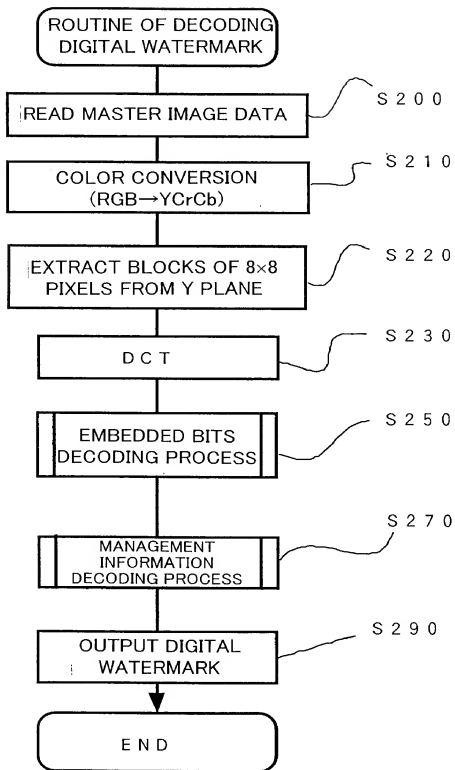 ROUTINE OF DECODING
DIGITAL WATERMARK
READ MASTER IMAGE DATA
S200
COLOR CONVERSION
(RGB→YCrCb)
S210
EXTRACT BLOCKS OF 8×8
PIXELS FROM Y PLANE
S220
DCT
S230
EMBEDDED BITS
DECODING PROCESS
S250
MANAGEMENT
INFORMATION
DECODING PROCESS
S270
OUTPUT DIGITAL
WATERMARK
S290
END